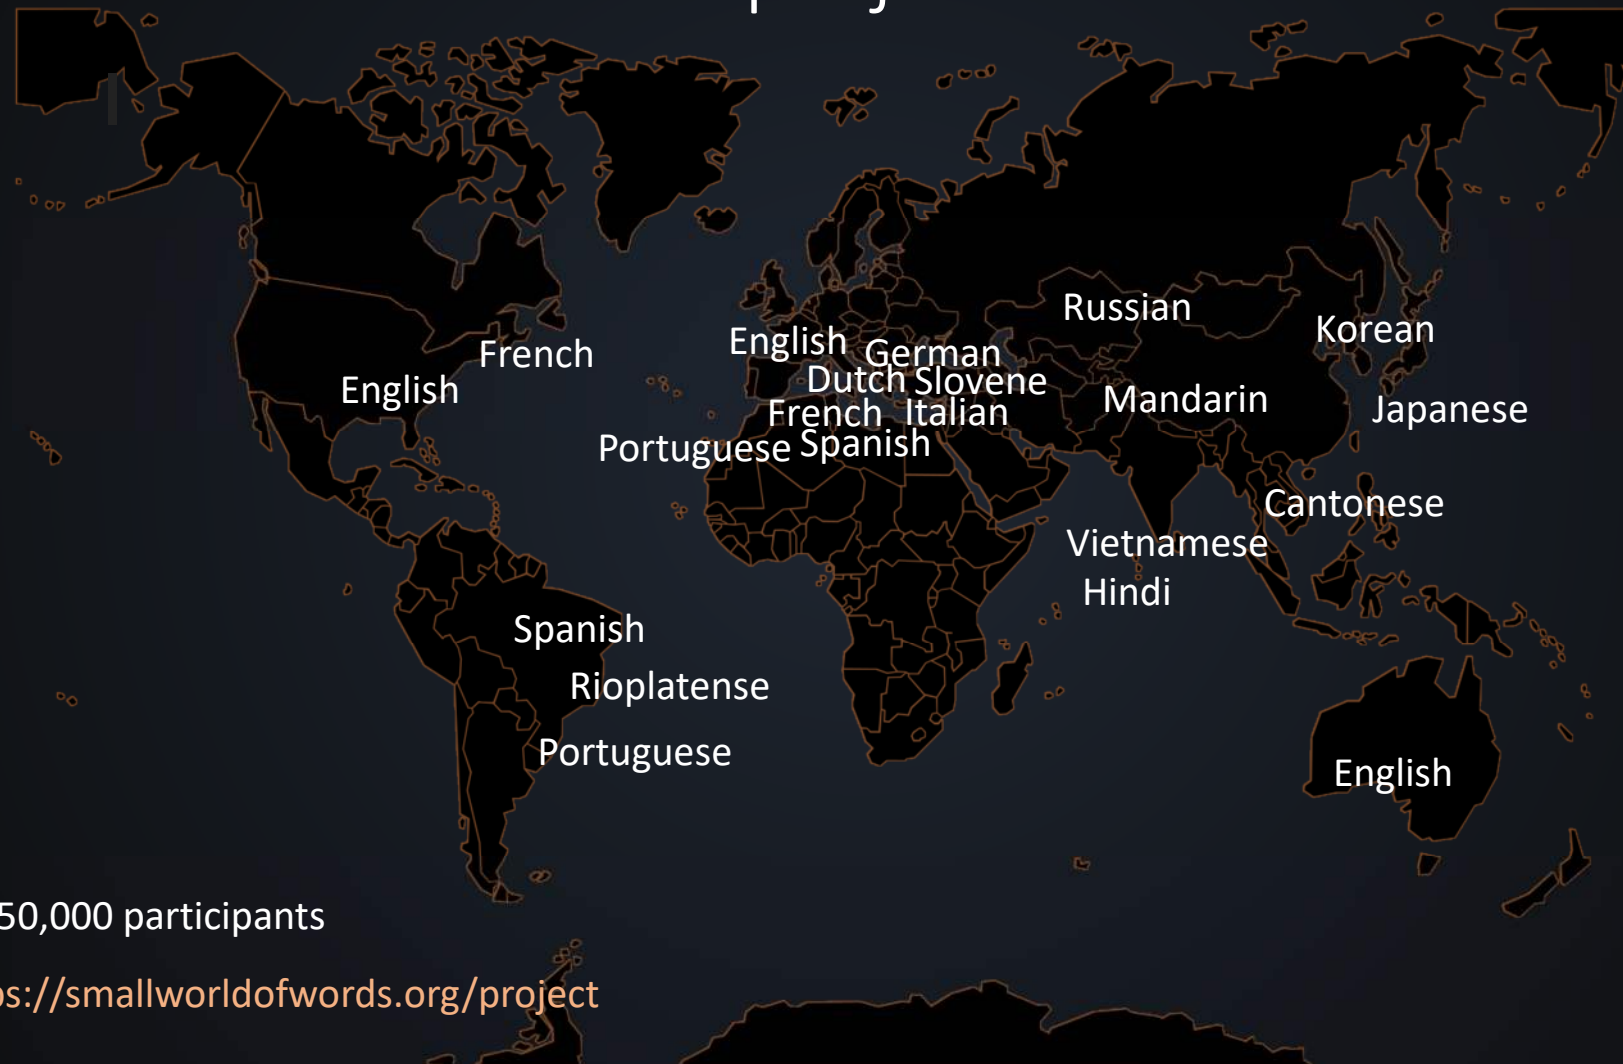 Russian
Korean
English
French
German
Dutch
Slovene
English
Mandarin
Japanese
French
Italian
Portuguese
Spanish
Cantonese
Vietnamese
Hindi
Spanish
Rioplatense
Portuguese
English
50,000 participants
s://smallworldofwords.org/project